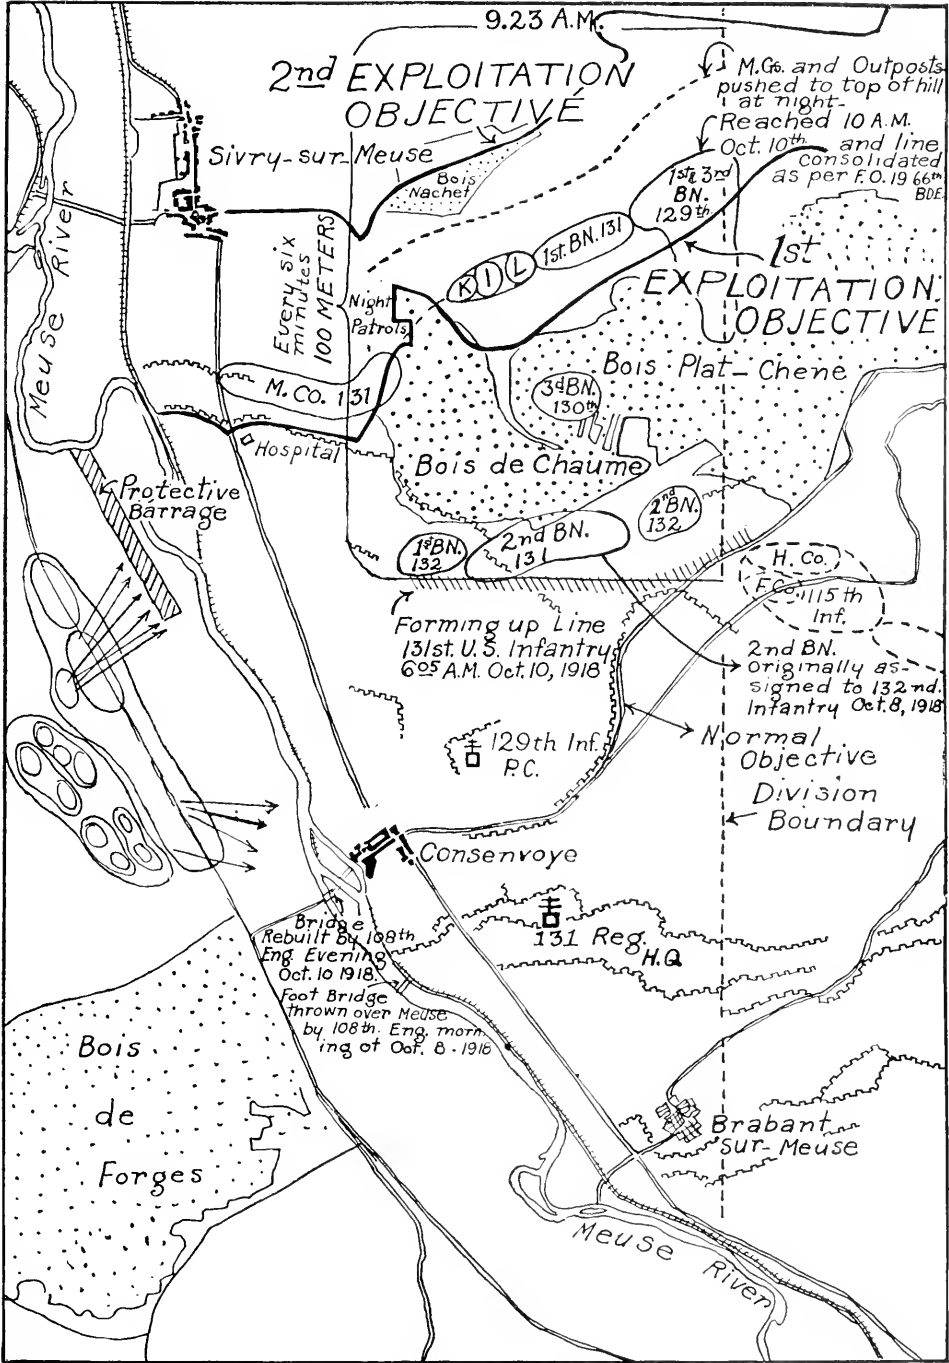 9.23 A.M.
2nd EXPLOITATION
OBJECTIVE
M.Gs. and Outposts
pushed to top of hill
at night-
Reached 10 A.M.
Oct. 10th and line
consolidated
as per F.O. 19 66th
BDE.
Sivry-sur-Meuse
Bois
Nachet
1st & 3rd
BN.
129th
1st. BN. 131
K I L
1st
EXPLOITATION
OBJECTIVE
Meuse River
Every six
minutes
100 METERS
Night
Patrols
M. CO. 131
Hospital
Bois Plat-Chene
3d BN.
130th
Bois de Chaume
Protective
Barrage
1st BN.
132
2nd BN.
131
2nd BN.
132
H. Co.
F. Co. 115th
Inf.
Forming up Line
131st. U.S. Infantry
6 05 A.M. Oct. 10, 1918
2nd BN.
originally as-
signed to 132nd.
Infantry Oct. 8, 1918
129th Inf.
P.C.
Normal
Objective
Division
Boundary
Consenvoye
Bridge
Rebuilt by 108th
Eng. Evening
Oct. 10 1918.
Foot Bridge
thrown over Meuse
by 108th. Eng. morn-
ing of Oct. 8-1918
131 Reg.
H.Q.
Bois
de
Forges
Brabant
sur-Meuse
Meuse River